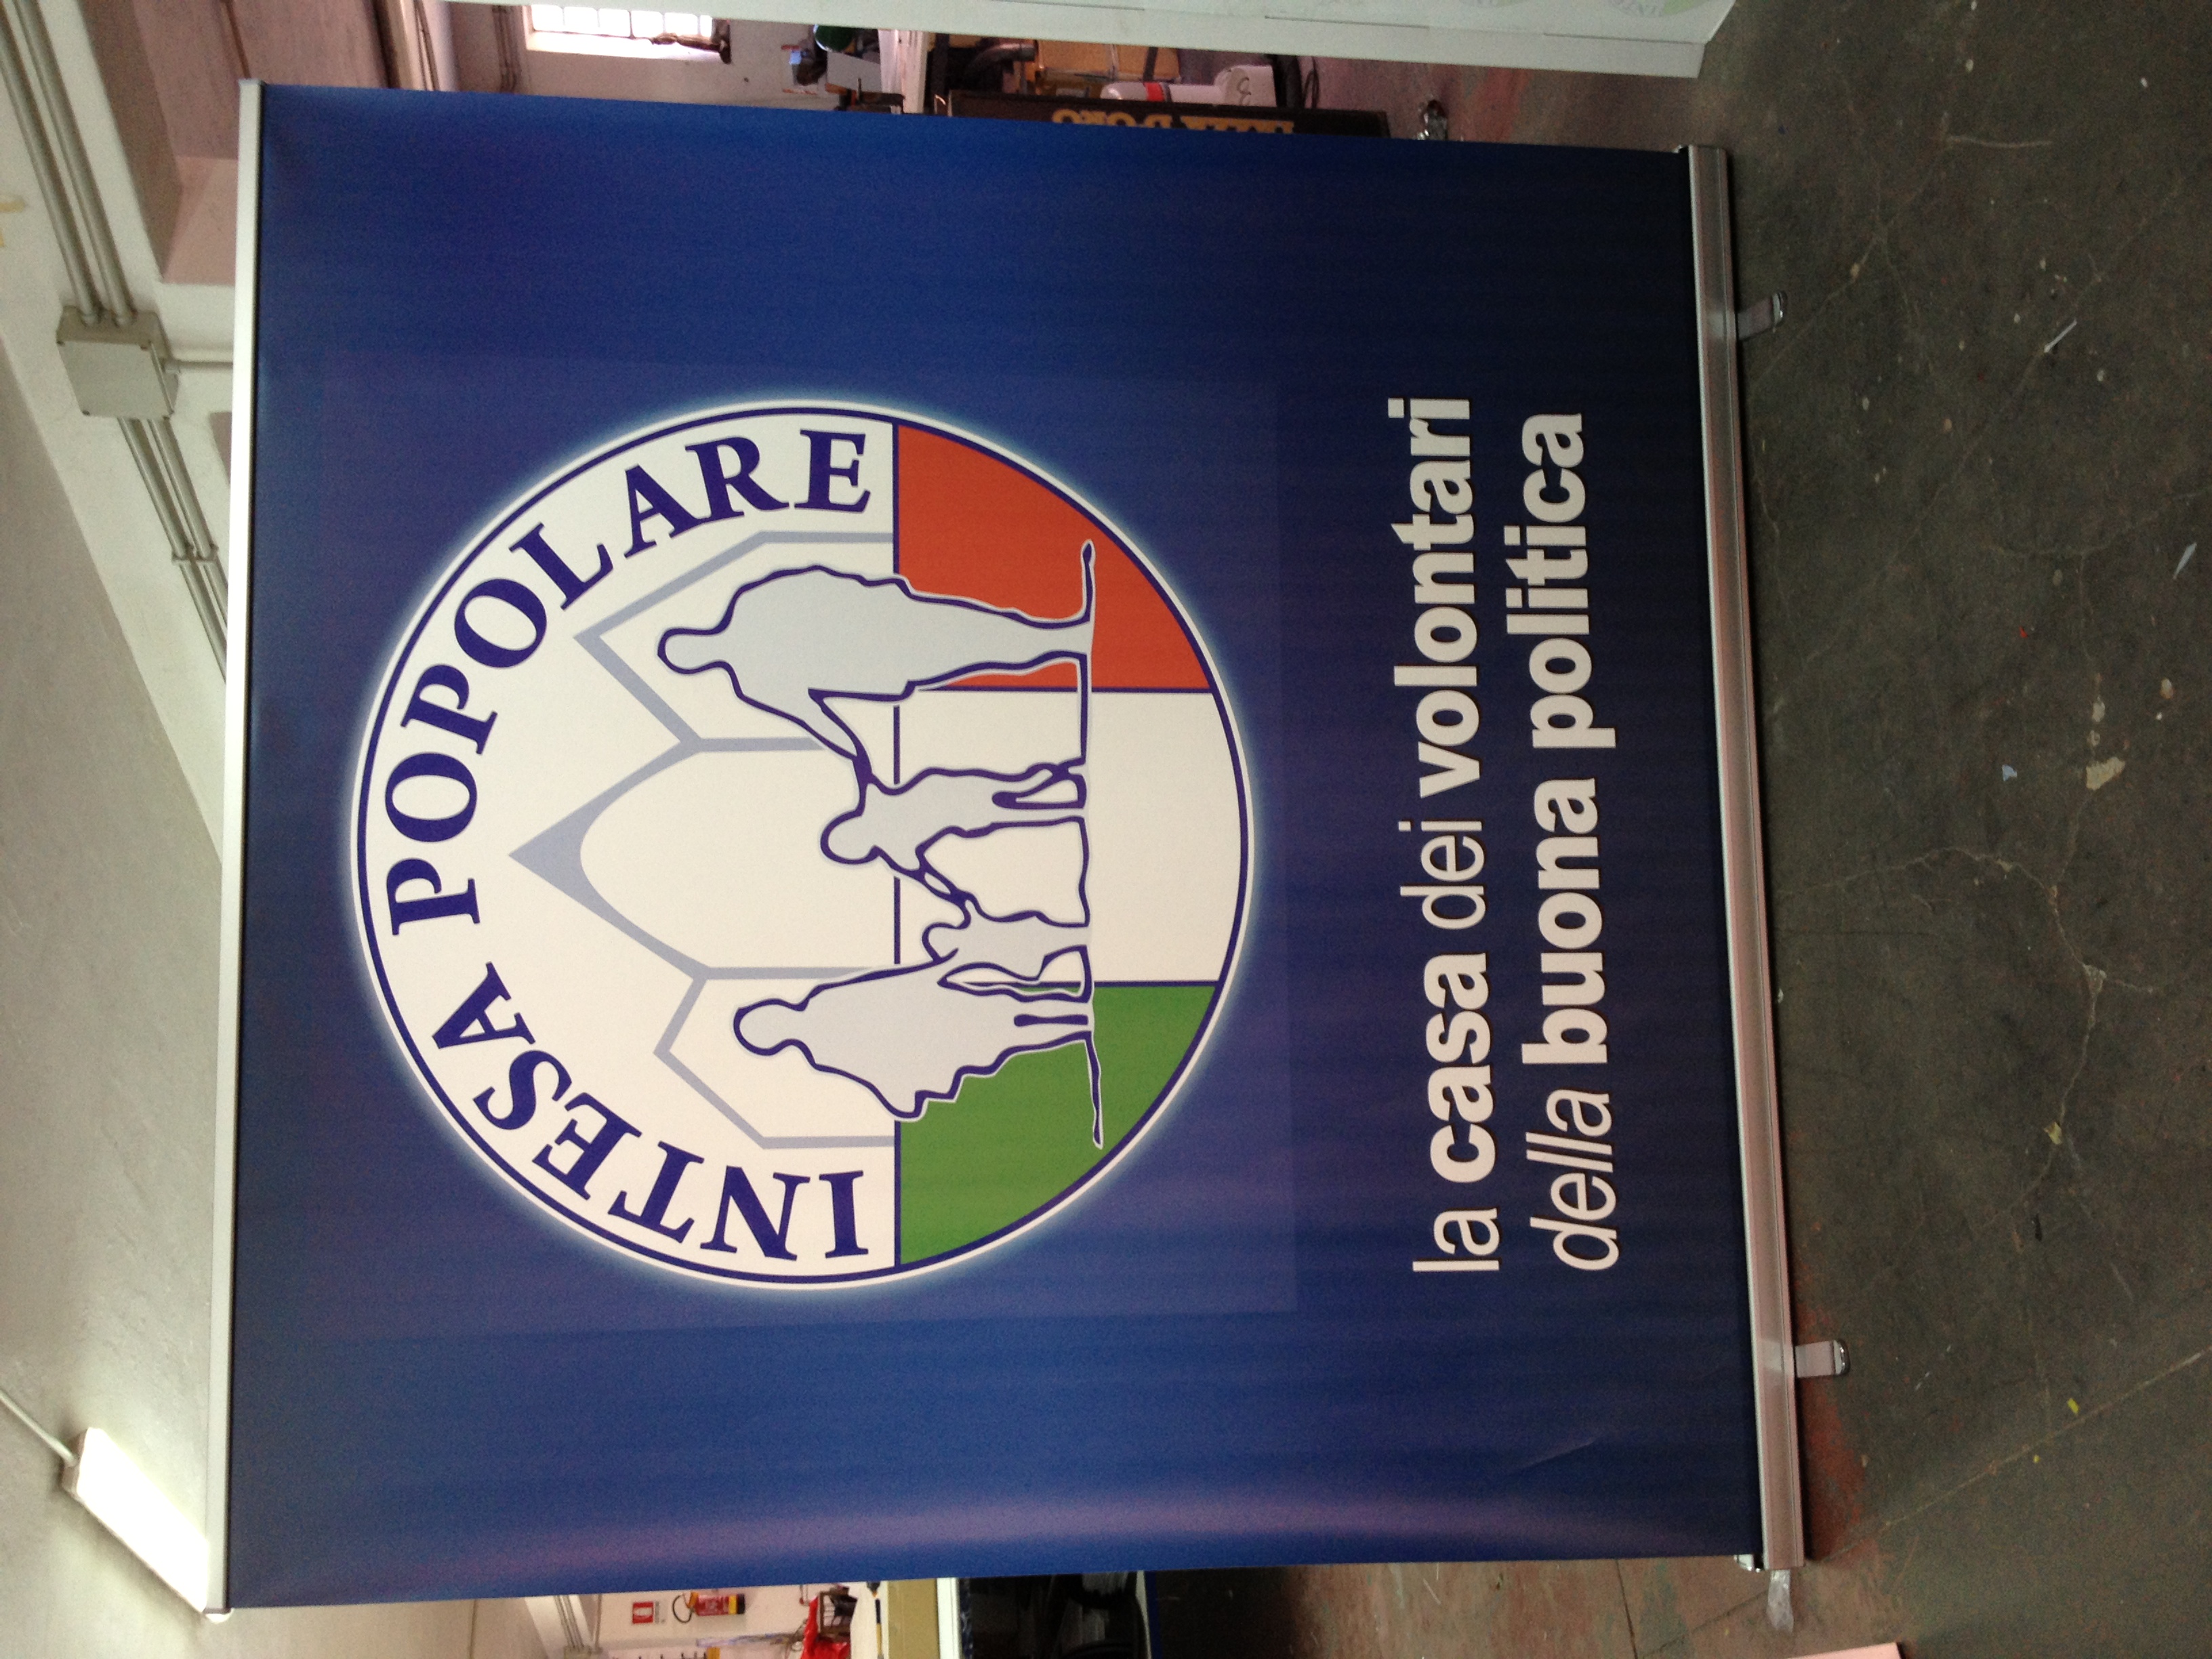 INTESA POPOLARE
la casa dei volontari
della buona politica